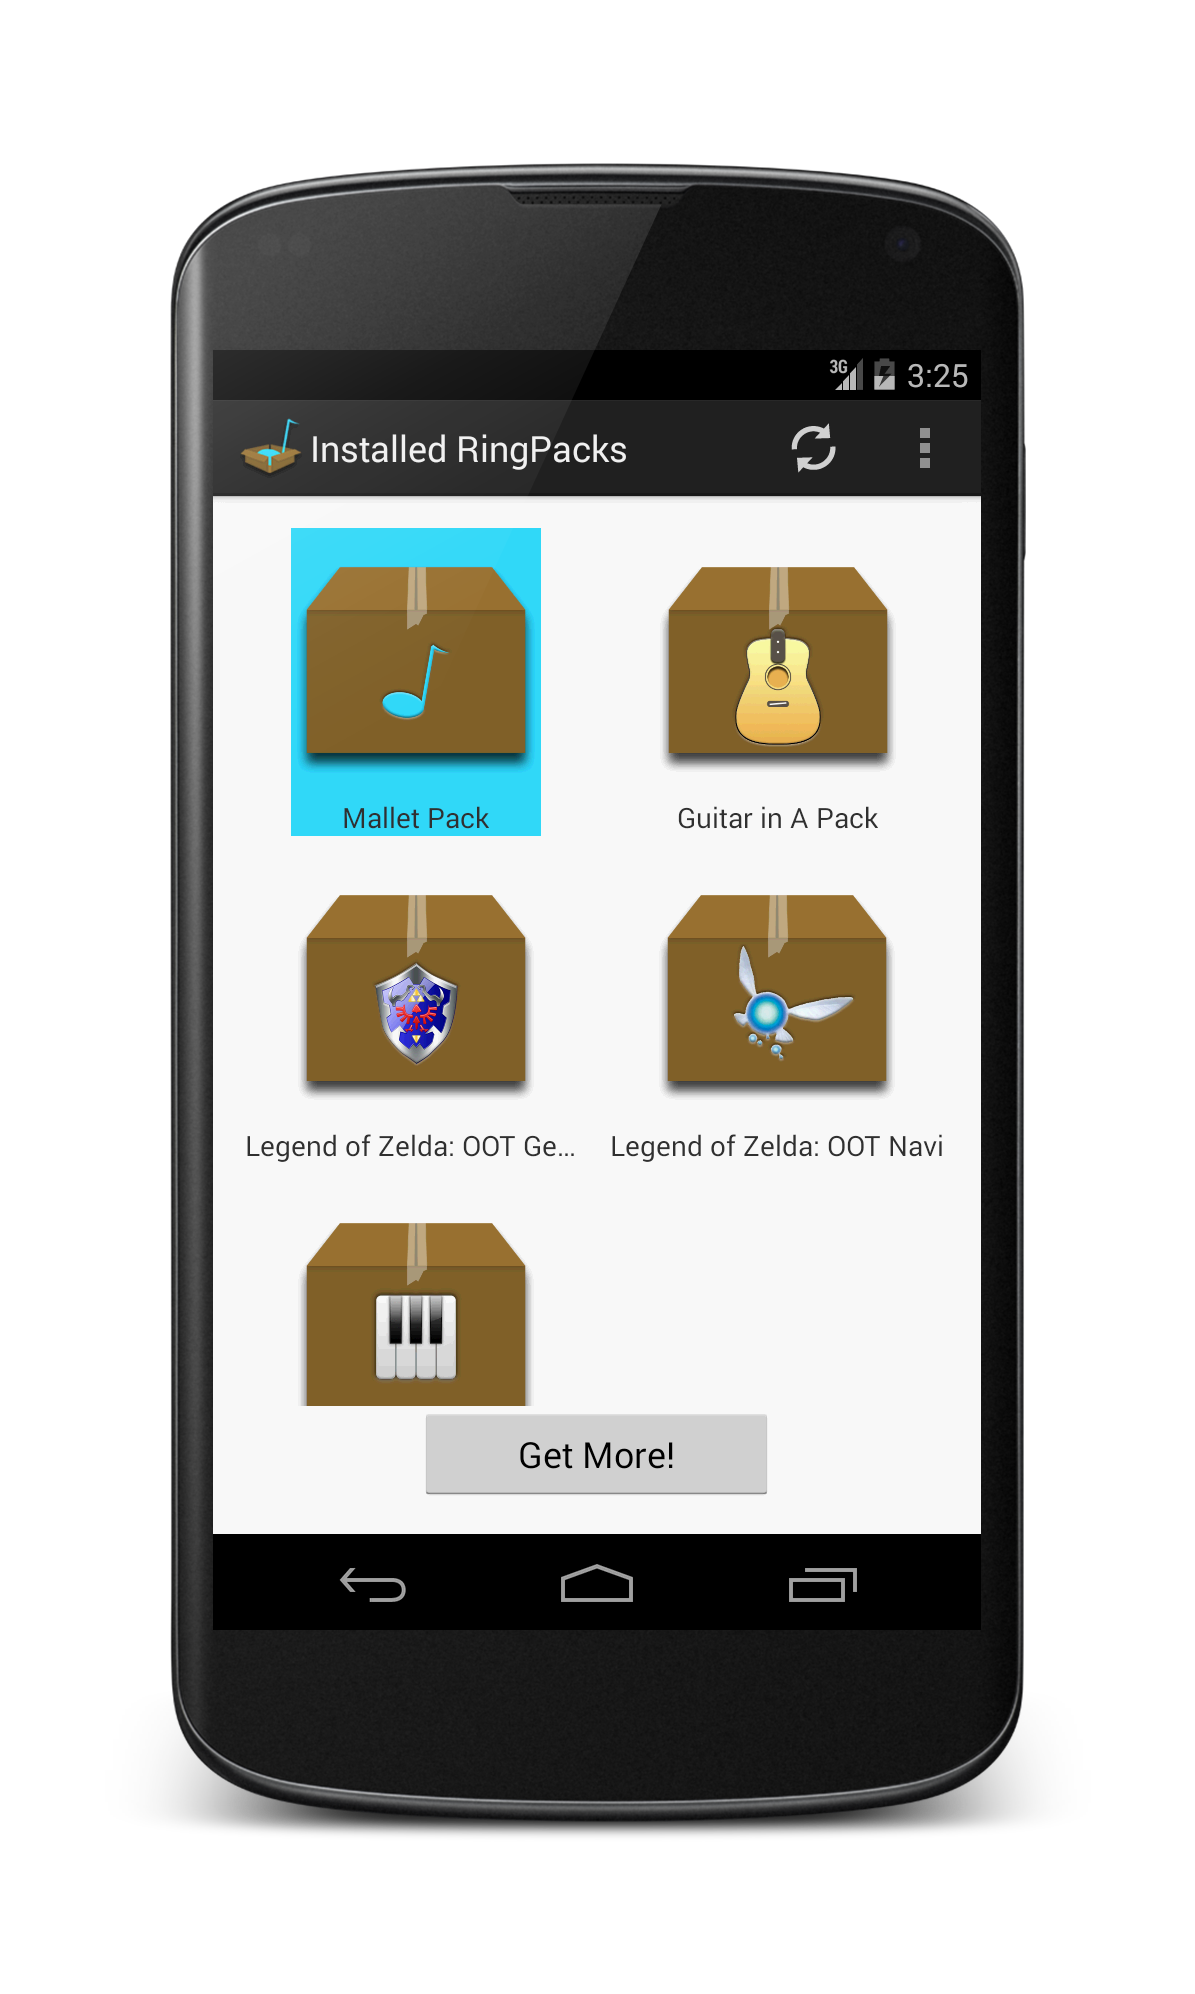 3G 3:25
Installed RingPacks
Mallet Pack
Guitar in A Pack
Legend of Zelda: OOT Ge...
Legend of Zelda: OOT Navi
Get More!